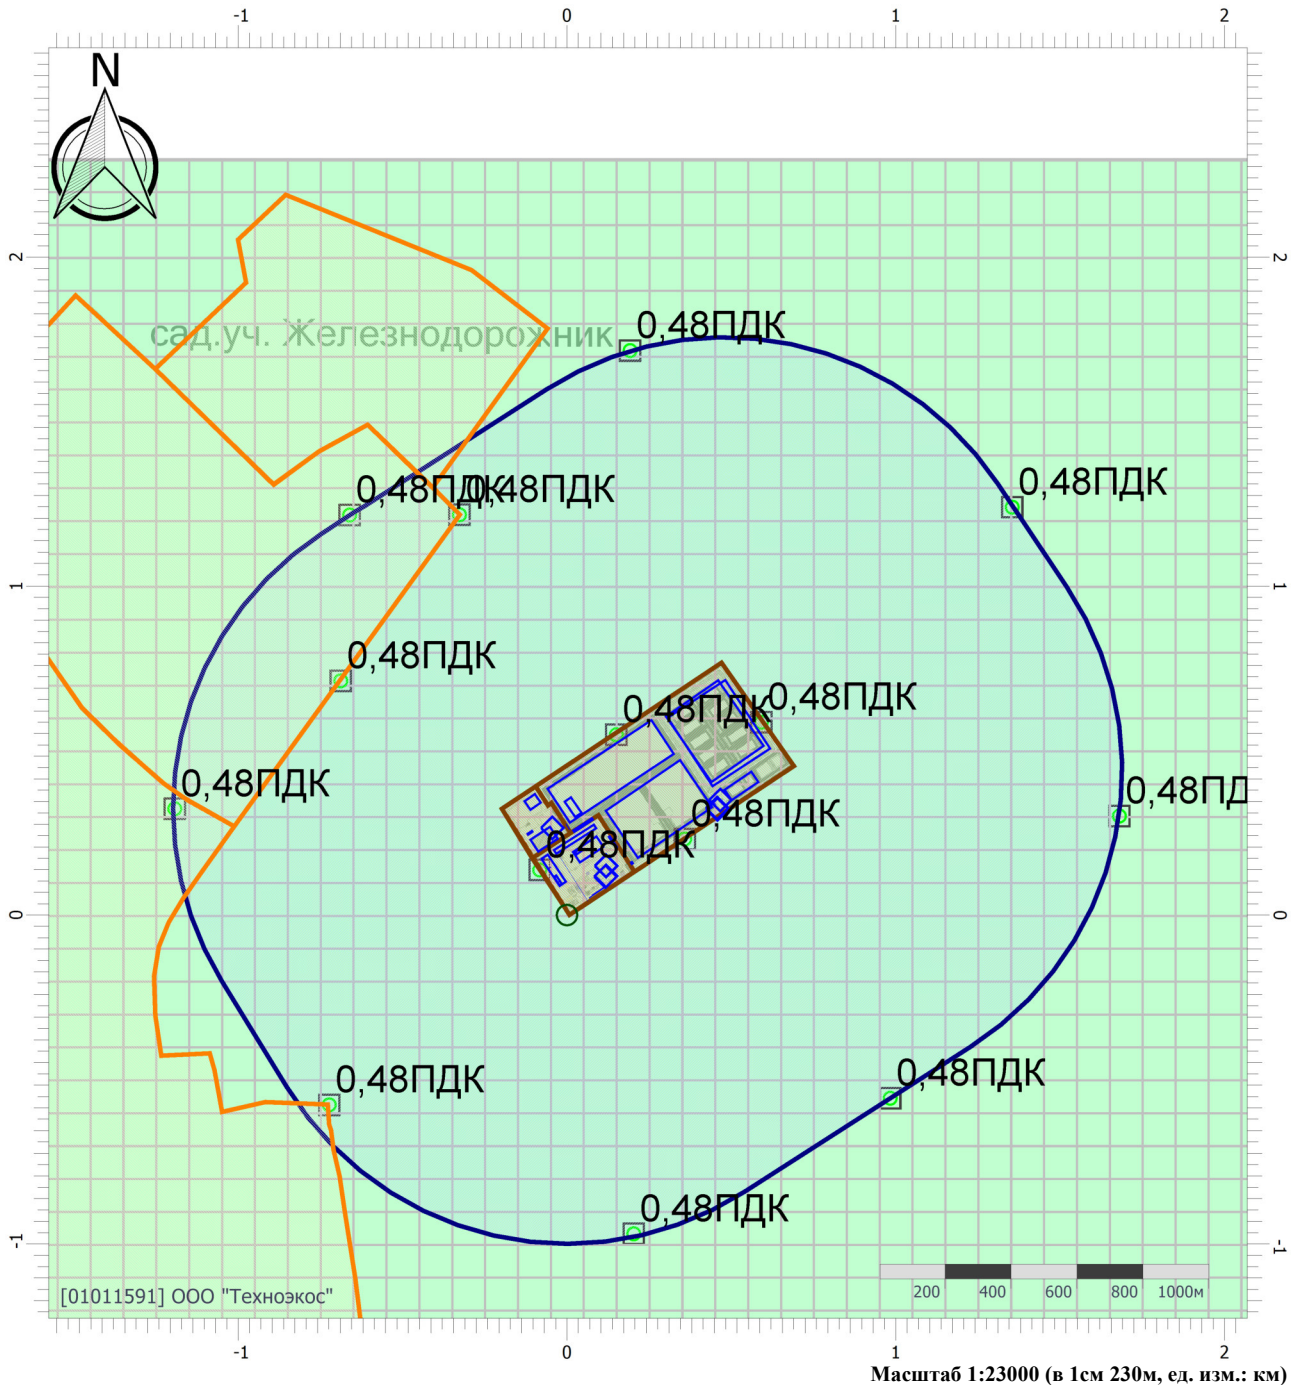 -1 0 1 2
N
2 2
сад.уч. Железнодорожник
0,48ПДК
0,48ПДК
0,48ПДК 0,48ПДК
1 1
0,48ПДК
0,48ПДК 0,48ПДК
0,48ПДК 0,48ПД
0,48ПДК
0,48ПДК
0 0
0,48ПДК 0,48ПДК
0,48ПДК
-1 -1
200 400 600 800 1000м
[01011591] ООО "Техноэкос"
-1 0 1 2
Масштаб 1:23000 (в 1см 230м, ед. изм.: км)